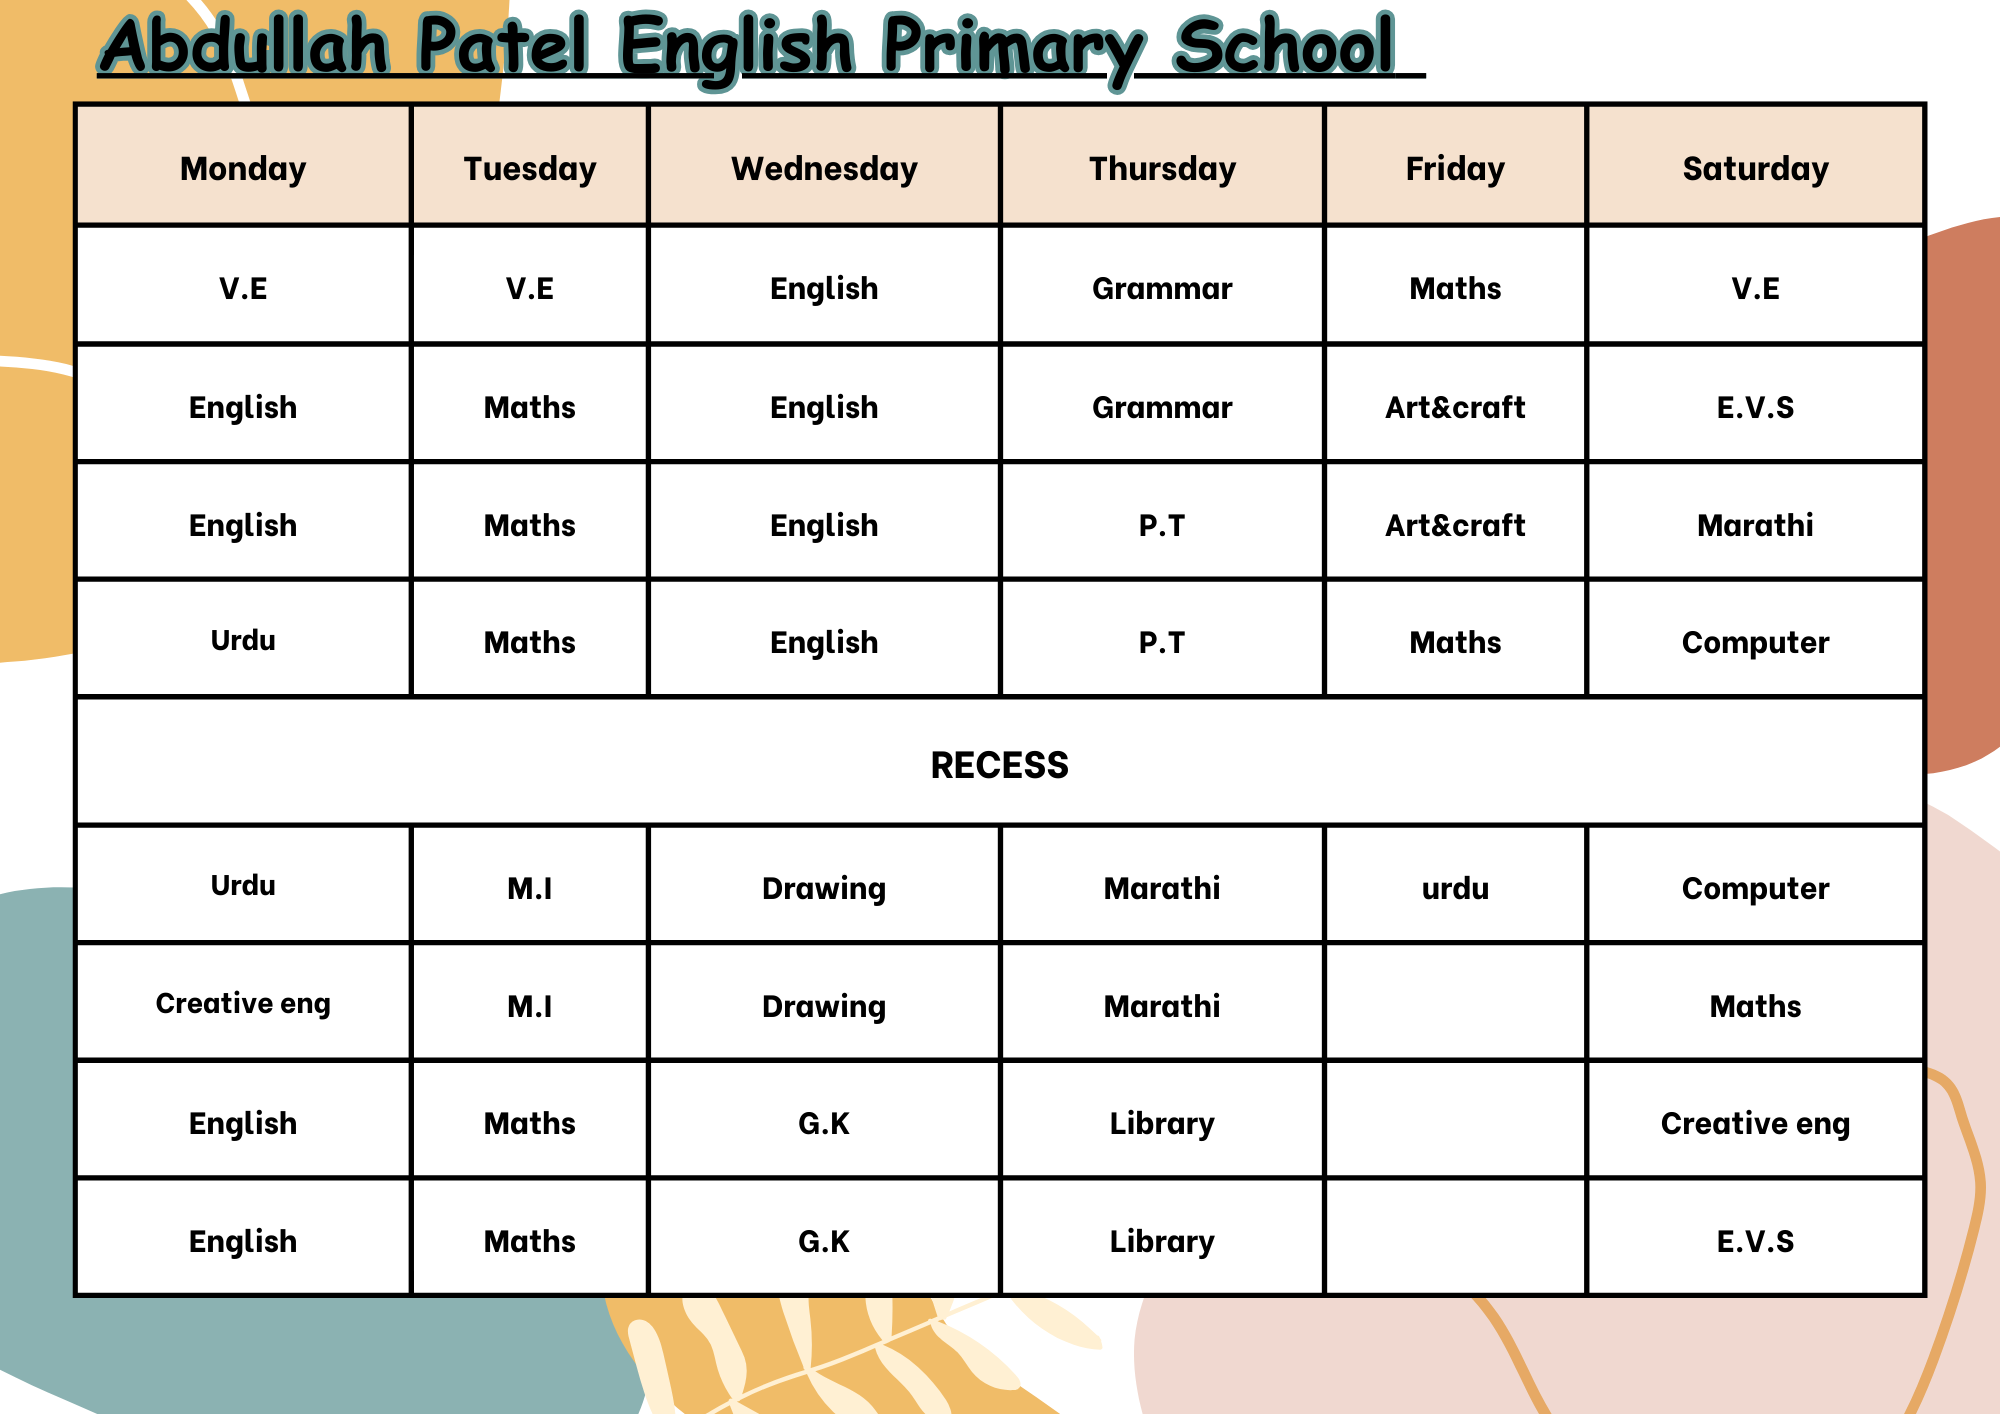 Abdullah Patel English Primary School
Monday Tuesday Wednesday Thursday Friday Saturday
V.E V.E English Grammar Maths V.E
English Maths English Grammar Art&craft E.V.S
English Maths English P.T Art&craft Marathi
Urdu Maths English P.T Maths Computer
RECESS
Urdu M.I Drawing Marathi urdu Computer
Creative eng M.I Drawing Marathi Maths
English Maths G.K Library Creative eng
English Maths G.K Library E.V.S